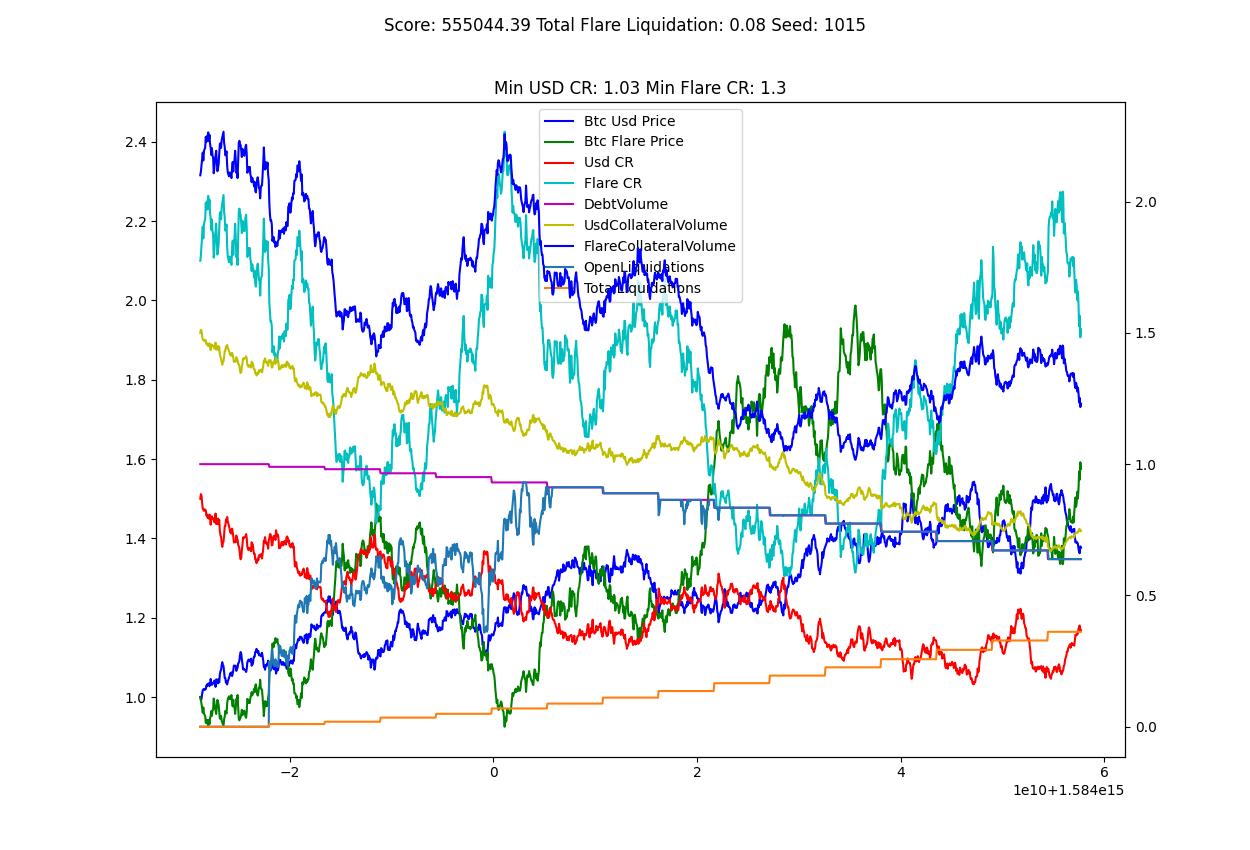 Score: 555044.39 Total Flare Liquidation: 0.08 Seed: 1015
Min USD CR: 1.03 Min Flare CR: 1.3
Btc Usd Price
Btc Flare Price
Usd CR
Flare CR
DebtVolume
UsdCollateralVolume
FlareCollateralVolume
OpenLiquidations
TotalLiquidations
2.4
2.2
2.0
1.8
1.6
1.4
1.2
1.0
2.0
1.5
1.0
0.5
0.0
−2
0
2
4
6
1e10+1.584e15